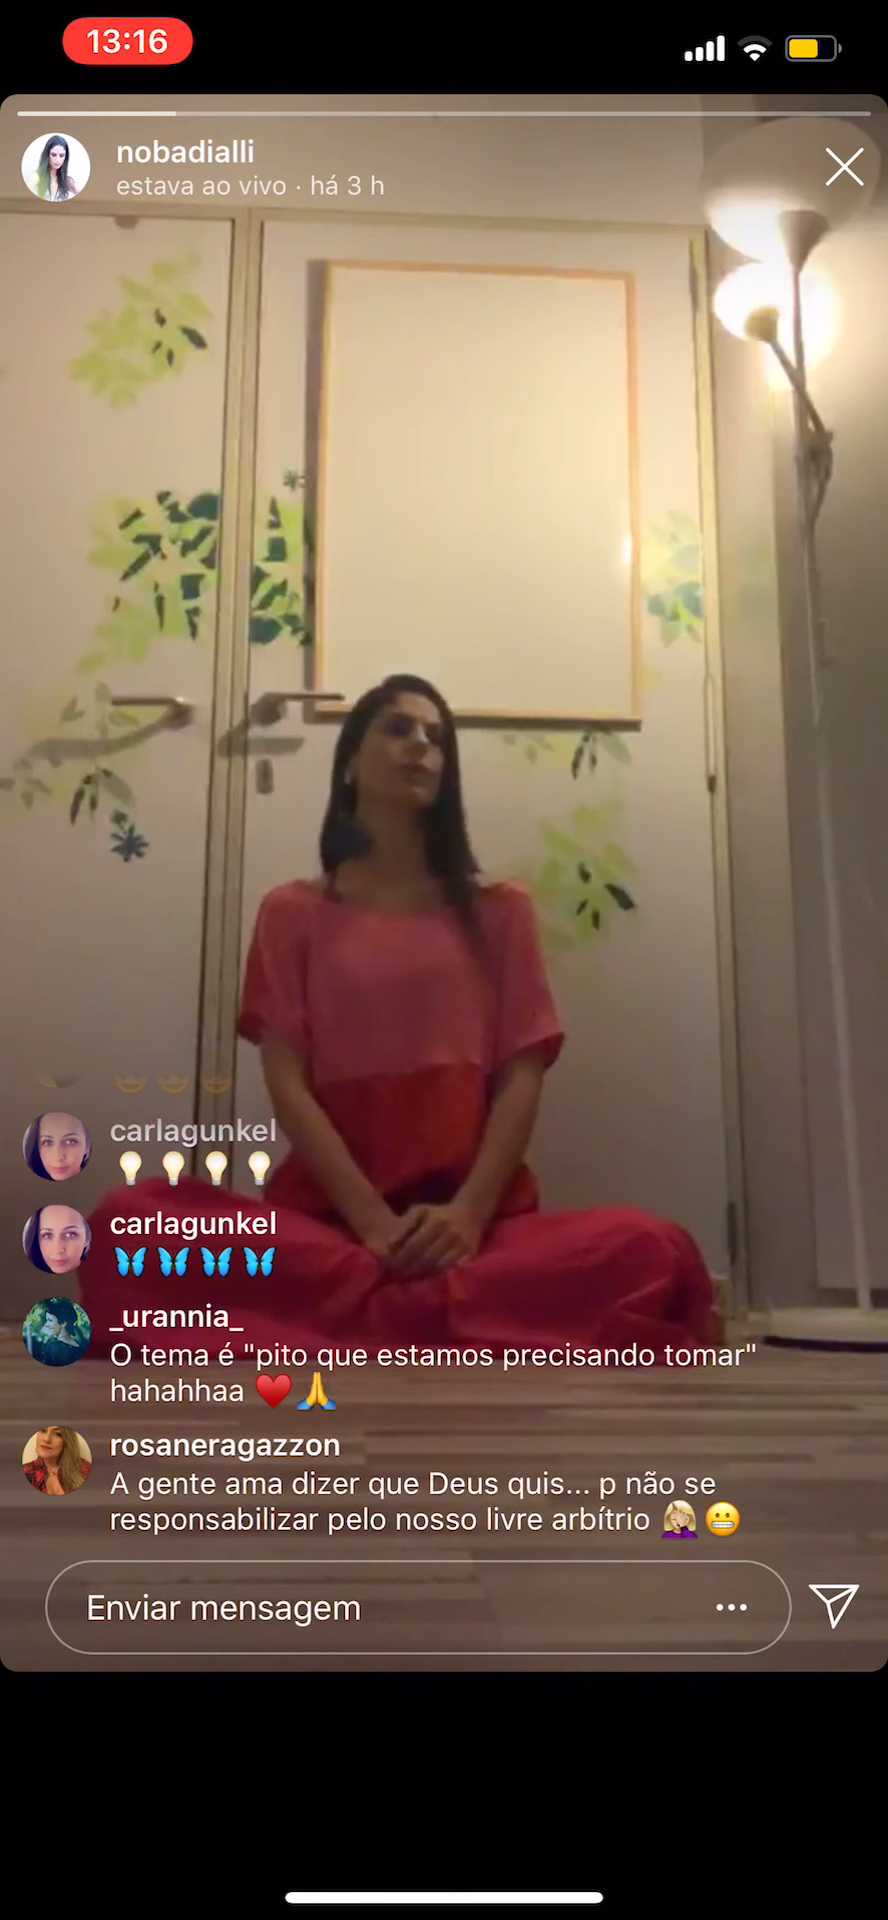 13:16
nobadialli
estava ao vivo · há 3 h
carlagunkel
💡💡💡💡
carlagunkel
🦋🦋🦋🦋
_urannia_
O tema é "pito que estamos precisando tomar"
hahahhaa ♥️🙏
rosaneragazzon
A gente ama dizer que Deus quis... p não se
responsabilizar pelo nosso livre arbítrio 🤦🏼‍♀️😬
Enviar mensagem